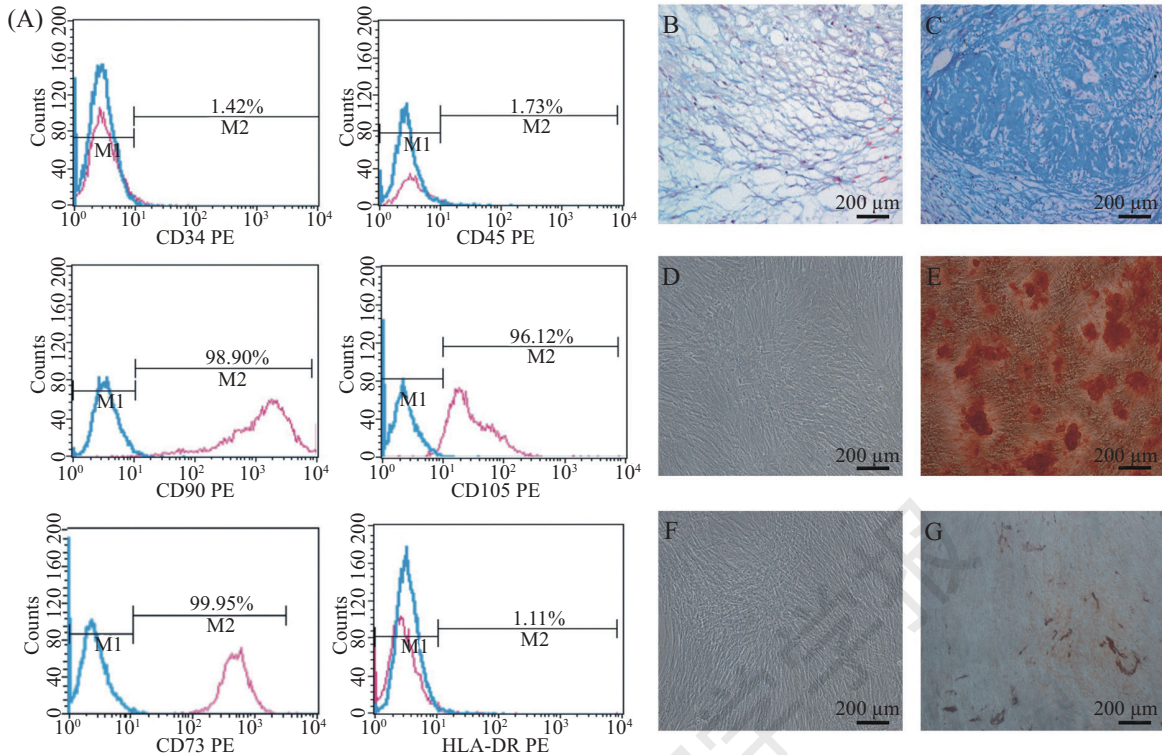 (A)
Counts
0 40 80 120 160 200
1.42%
M2
M1
10^0 10^1 10^2 10^3 10^4
CD34 PE
Counts
0 40 80 120 160 200
1.73%
M2
M1
10^0 10^1 10^2 10^3 10^4
CD45 PE
B
200 μm
C
200 μm
Counts
0 40 80 120 160 200
98.90%
M2
M1
10^0 10^1 10^2 10^3 10^4
CD90 PE
Counts
0 40 80 120 160 200
96.12%
M2
M1
10^0 10^1 10^2 10^3 10^4
CD105 PE
D
200 μm
E
200 μm
Counts
0 40 80 120 160 200
99.95%
M2
M1
10^0 10^1 10^2 10^3 10^4
CD73 PE
Counts
0 40 80 120 160 200
1.11%
M2
M1
10^0 10^1 10^2 10^3 10^4
HLA-DR PE
F
200 μm
G
200 μm
学报